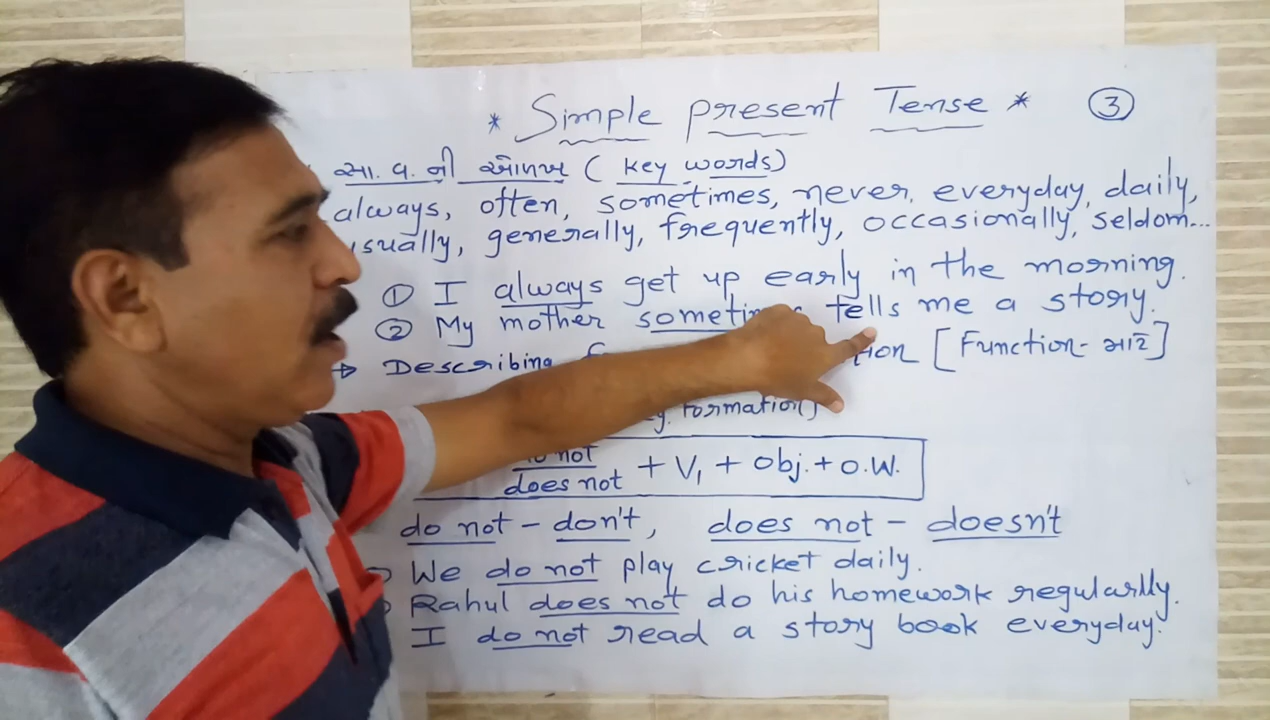 * Simple present Tense * ③
સા. વ. ની ઓળખ (key words)
always, often, sometimes, never, everyday, daily,
usually, generally, frequently, occasionally, seldom...
① I always get up early in the morning.
② My mother tells me a story.
→ Describing [Function - માટે]
formation)
do not
does not + V₁ + Obj. + O.W.
do not - don't, does not - doesn't
We do not play cricket daily.
Rahul does not do his homework regularlly.
I do not read a story book everyday.